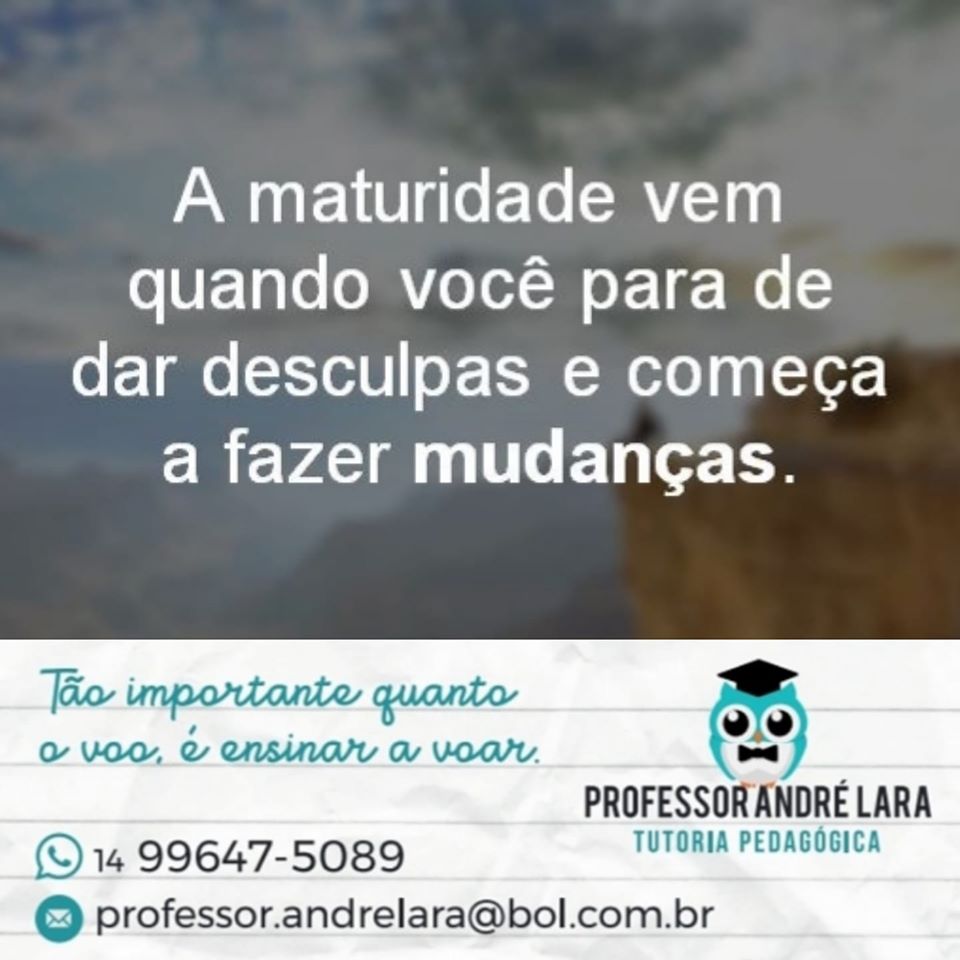 A maturidade vem
quando você para de
dar desculpas e começa
a fazer mudanças.
Tão importante quanto
o voo, é ensinar a voar.
PROFESSOR ANDRÉ LARA
TUTORIA PEDAGÓGICA
14 99647-5089
professor.andrelara@bol.com.br